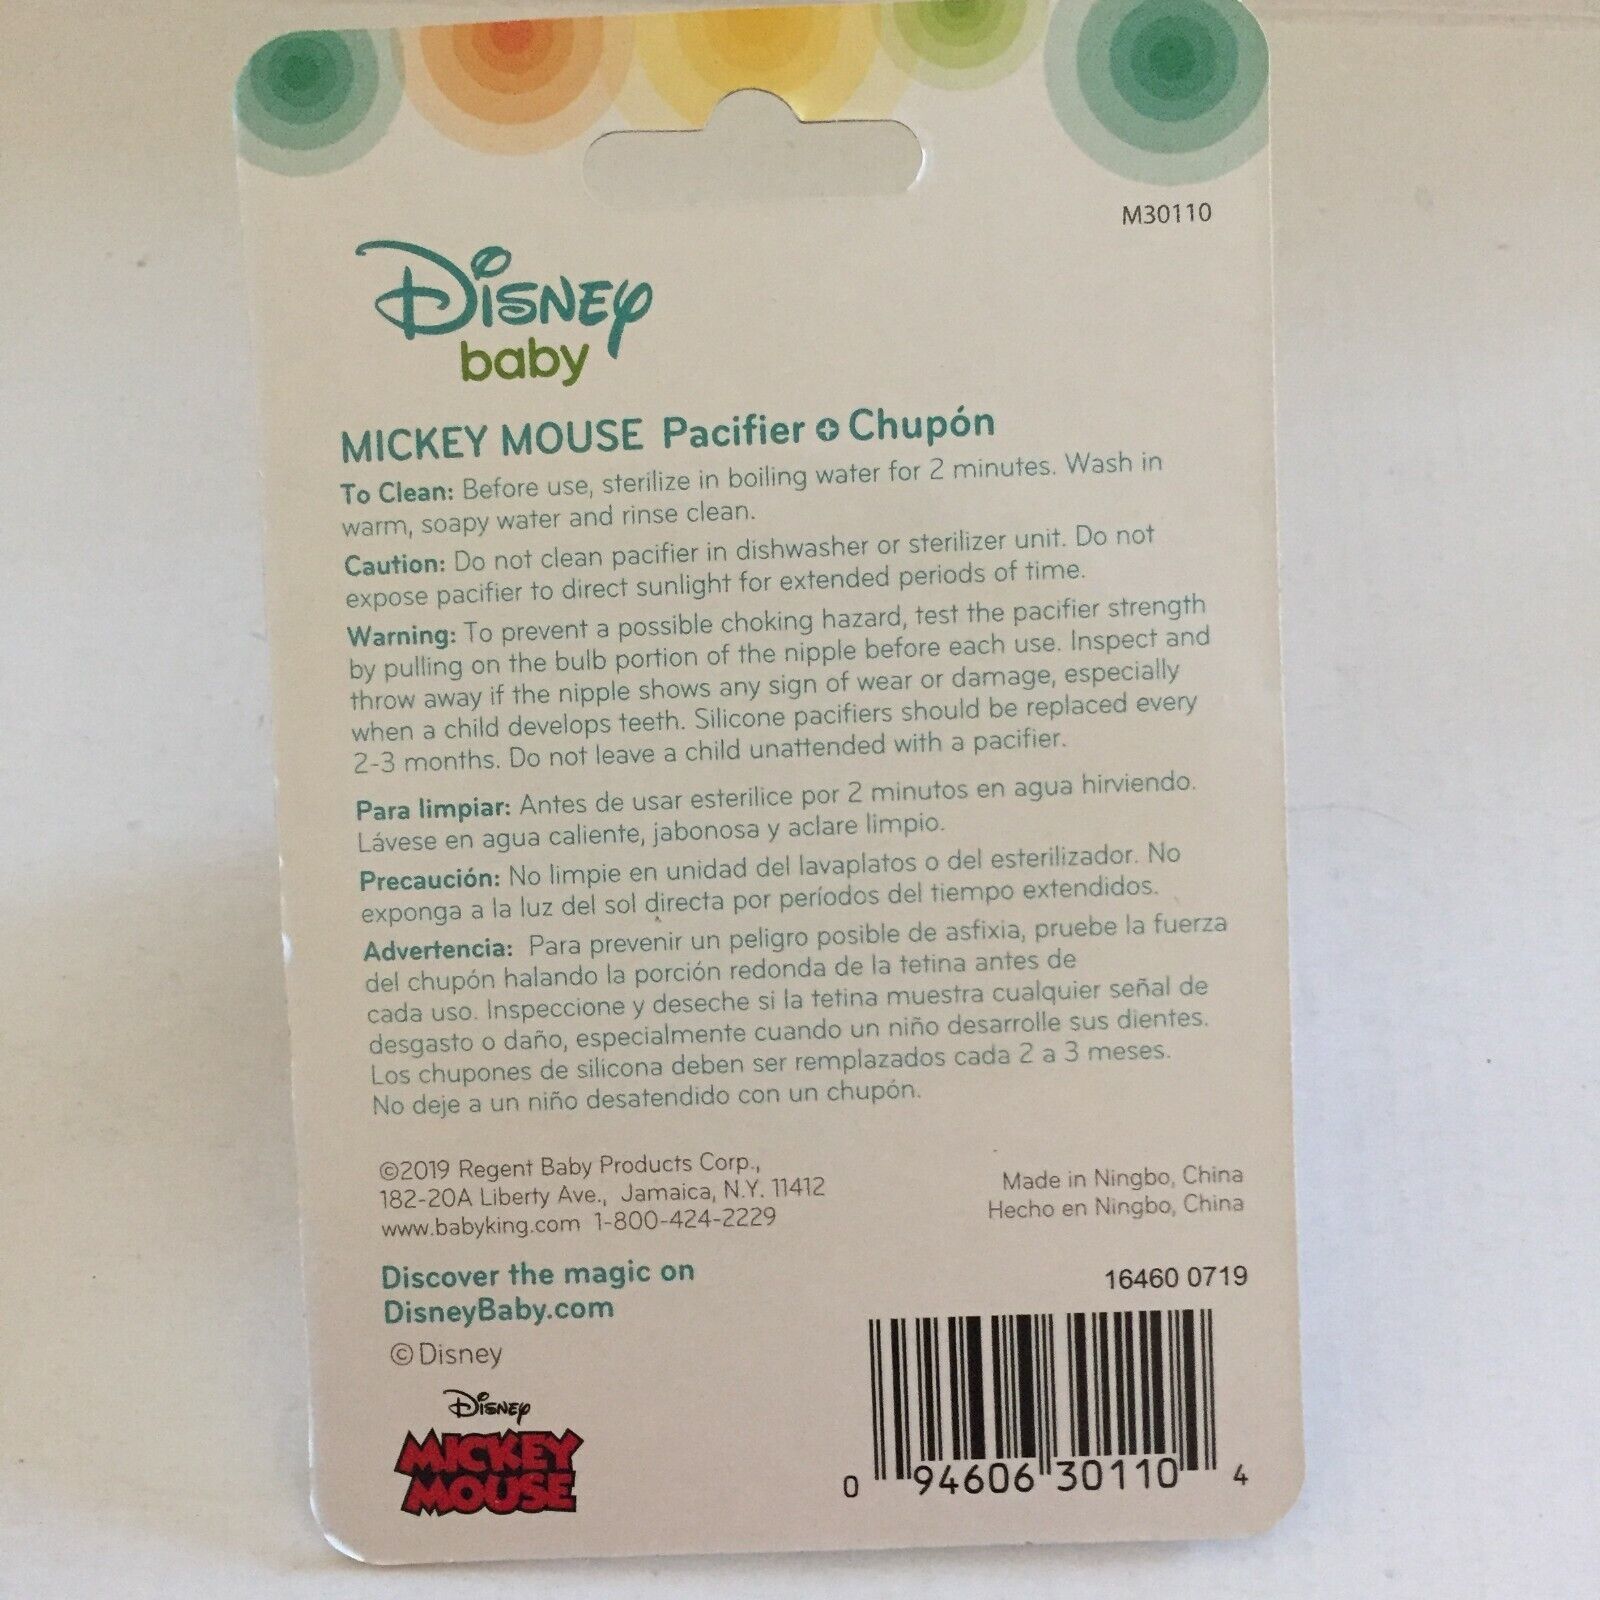 M30110
Disney
baby
MICKEY MOUSE Pacifier + Chupón
To Clean: Before use, sterilize in boiling water for 2 minutes. Wash in
warm, soapy water and rinse clean.
Caution: Do not clean pacifier in dishwasher or sterilizer unit. Do not
expose pacifier to direct sunlight for extended periods of time.
Warning: To prevent a possible choking hazard, test the pacifier strength
by pulling on the bulb portion of the nipple before each use. Inspect and
throw away if the nipple shows any sign of wear or damage, especially
when a child develops teeth. Silicone pacifiers should be replaced every
2-3 months. Do not leave a child unattended with a pacifier.
Para limpiar: Antes de usar esterilice por 2 minutos en agua hirviendo.
Lávese en agua caliente, jabonosa y aclare limpio.
Precaución: No limpie en unidad del lavaplatos o del esterilizador. No
exponga a la luz del sol directa por períodos del tiempo extendidos.
Advertencia: Para prevenir un peligro posible de asfixia, pruebe la fuerza
del chupón halando la porción redonda de la tetina antes de
cada uso. Inspeccione y deseche si la tetina muestra cualquier señal de
desgasto o daño, especialmente cuando un niño desarrolle sus dientes.
Los chupones de silicona deben ser remplazados cada 2 a 3 meses.
No deje a un niño desatendido con un chupón.
©2019 Regent Baby Products Corp.,
182-20A Liberty Ave., Jamaica, N.Y. 11412
www.babyking.com 1-800-424-2229
Made in Ningbo, China
Hecho en Ningbo, China
Discover the magic on
DisneyBaby.com
© Disney
16460 0719
Disney
MICKEY
MOUSE
0 94606 30110 4